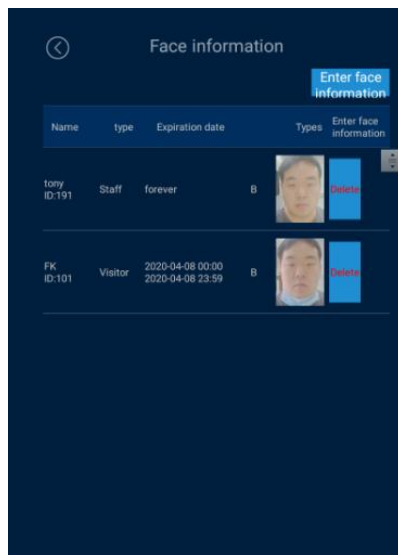 Face information
Enter face
information
Name type Expiration date Types Enter face
information
tony
ID:191 Staff forever B Delete
FK
ID:101 Visitor 2020-04-08 00:00
2020-04-08 23:59 B Delete